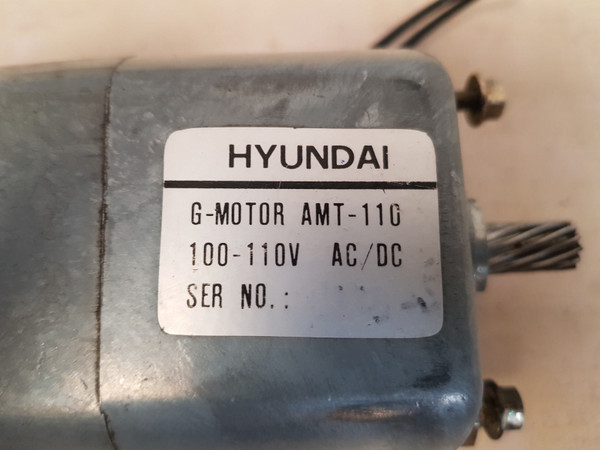 HYUNDAI
G-MOTOR AMT-110
100-110V AC/DC
SER NO.: